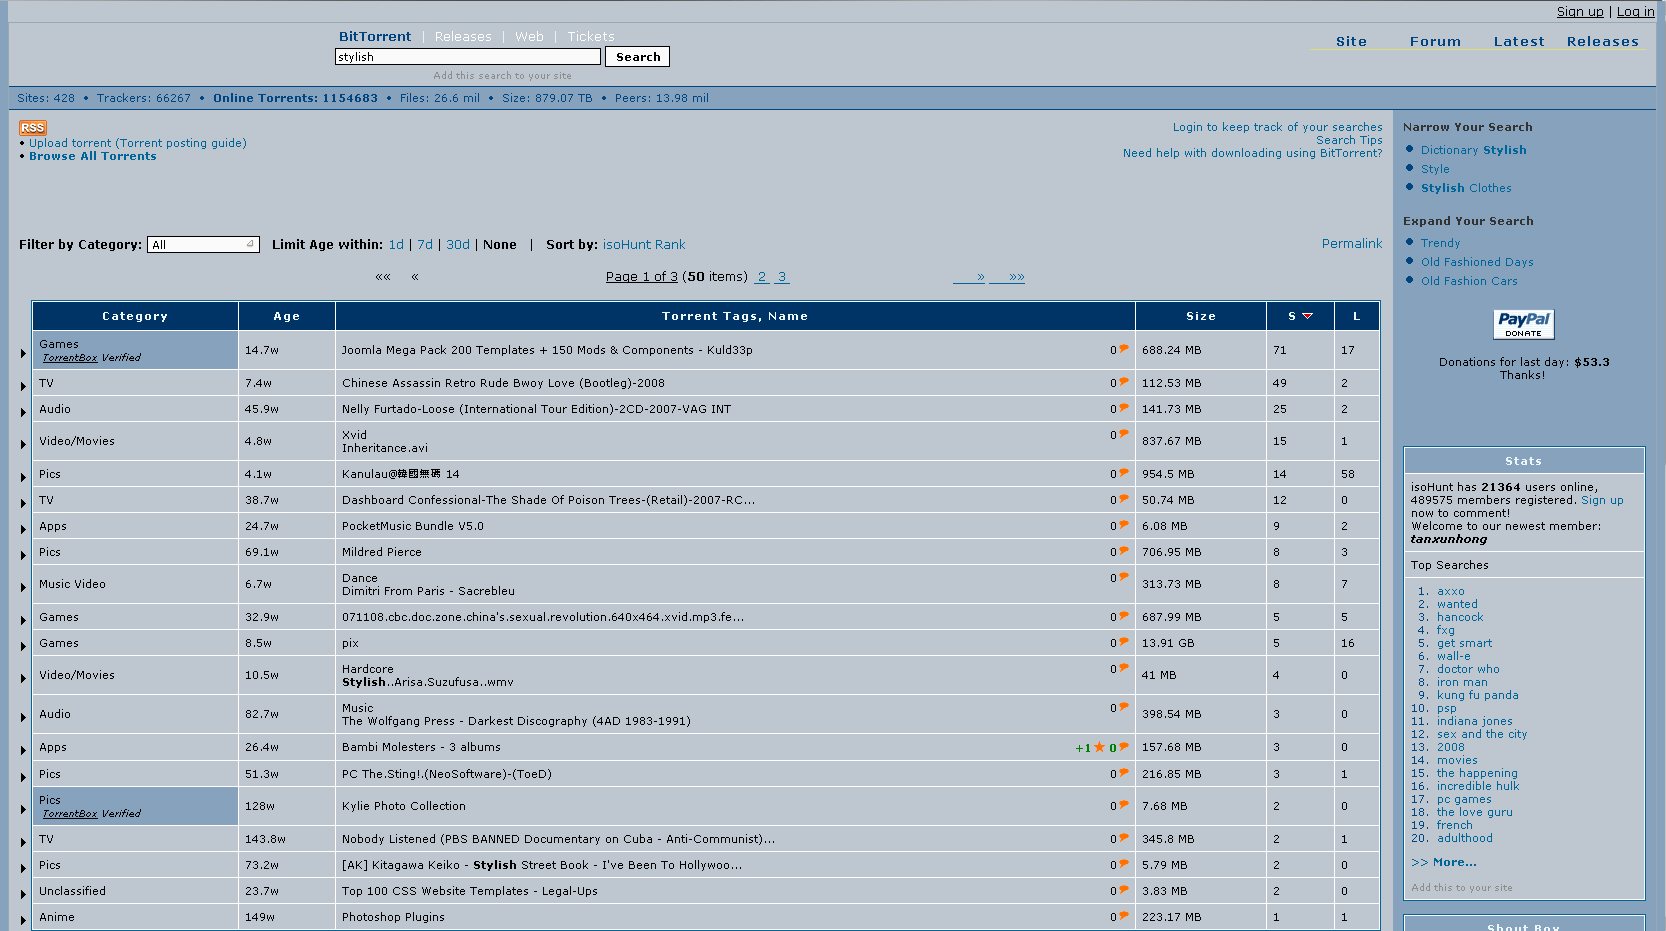 Sign up | Log in
BitTorrent | Releases | Web | Tickets
stylish Search
Add this search to your site
Site Forum Latest Releases
Sites: 428 • Trackers: 66267 • Online Torrents: 1154683 • Files: 26.6 mil • Size: 879.07 TB • Peers: 13.98 mil
RSS
• Upload torrent (Torrent posting guide)
• Browse All Torrents
Login to keep track of your searches
Search Tips
Need help with downloading using BitTorrent?
Filter by Category: All Limit Age within: 1d | 7d | 30d | None | Sort by: isoHunt Rank Permalink
«« « Page 1 of 3 (50 items) 2 3 » »»
Category Age Torrent Tags, Name Size S L
Games
TorrentBox Verified
14.7w Joomla Mega Pack 200 Templates + 150 Mods & Components - Kuld33p 0 688.24 MB 71 17
TV 7.4w Chinese Assassin Retro Rude Bwoy Love (Bootleg)-2008 0 112.53 MB 49 2
Audio 45.9w Nelly Furtado-Loose (International Tour Edition)-2CD-2007-VAG INT 0 141.73 MB 25 2
Video/Movies 4.8w Xvid
Inheritance.avi 0 837.67 MB 15 1
Pics 4.1w Kanulau@韓國無碼 14 0 954.5 MB 14 58
TV 38.7w Dashboard Confessional-The Shade Of Poison Trees-(Retail)-2007-RC... 0 50.74 MB 12 0
Apps 24.7w PocketMusic Bundle V5.0 0 6.08 MB 9 2
Pics 69.1w Mildred Pierce 0 706.95 MB 8 3
Music Video 6.7w Dance
Dimitri From Paris - Sacrebleu 0 313.73 MB 8 7
Games 32.9w 071108.cbc.doc.zone.china's.sexual.revolution.640x464.xvid.mp3.fe... 0 687.99 MB 5 5
Games 8.5w pix 0 13.91 GB 5 16
Video/Movies 10.5w Hardcore
Stylish..Arisa.Suzufusa..wmv 0 41 MB 4 0
Audio 82.7w Music
The Wolfgang Press - Darkest Discography (4AD 1983-1991) 0 398.54 MB 3 0
Apps 26.4w Bambi Molesters - 3 albums +1 0 157.68 MB 3 0
Pics 51.3w PC The.Sting!.(NeoSoftware)-(ToeD) 0 216.85 MB 3 1
Pics
TorrentBox Verified
128w Kylie Photo Collection 0 7.68 MB 2 0
TV 143.8w Nobody Listened (PBS BANNED Documentary on Cuba - Anti-Communist)... 0 345.8 MB 2 1
Pics 73.2w [AK] Kitagawa Keiko - Stylish Street Book - I've Been To Hollywoo... 0 5.79 MB 2 0
Unclassified 23.7w Top 100 CSS Website Templates - Legal-Ups 0 3.83 MB 2 0
Anime 149w Photoshop Plugins 0 223.17 MB 1 1
Narrow Your Search
Dictionary Stylish
Style
Stylish Clothes
Expand Your Search
Trendy
Old Fashioned Days
Old Fashion Cars
PayPal
DONATE
Donations for last day: $53.3
Thanks!
Stats
isoHunt has 21364 users online,
489575 members registered. Sign up
now to comment!
Welcome to our newest member:
tanxunhong
Top Searches
1. axxo
2. wanted
3. hancock
4. fxg
5. get smart
6. wall-e
7. doctor who
8. iron man
9. kung fu panda
10. psp
11. indiana jones
12. sex and the city
13. 2008
14. movies
15. the happening
16. incredible hulk
17. pc games
18. the love guru
19. french
20. adulthood
>> More...
Add this to your site
Shout Box